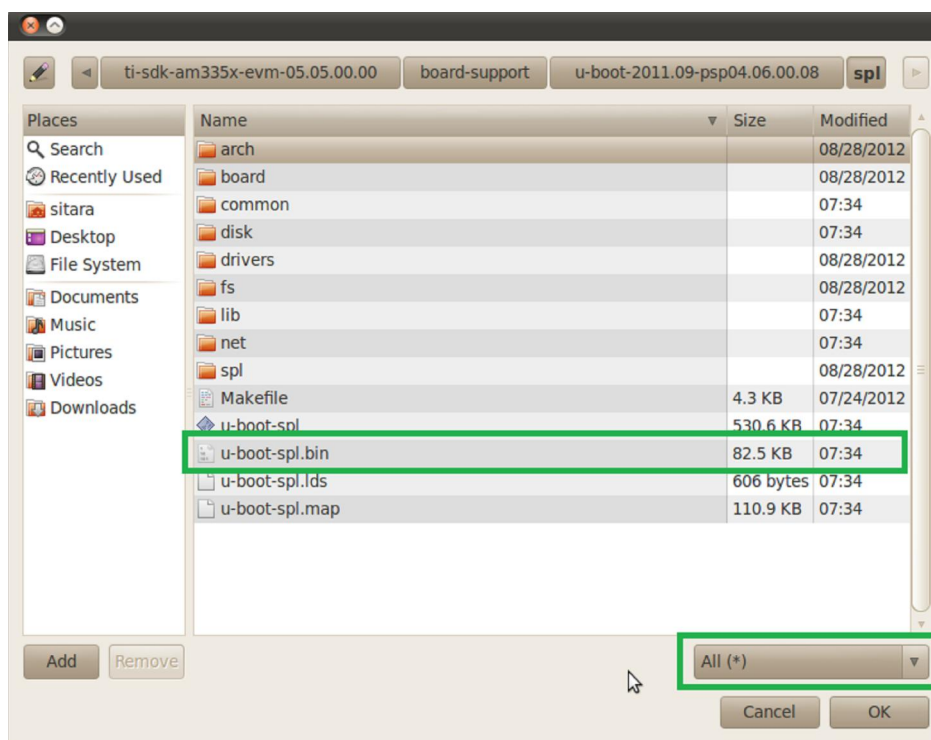 ti-sdk-am335x-evm-05.05.00.00 board-support u-boot-2011.09-psp04.06.00.08 spl
Places Name Size Modified
Search arch 08/28/2012
Recently Used board 08/28/2012
common 07:34
sitara disk 07:34
Desktop drivers 08/28/2012
File System fs 08/28/2012
Documents lib 07:34
Music net 07:34
Pictures spl 08/28/2012
Videos Makefile 4.3 KB 07/24/2012
Downloads u-boot-spl 530.6 KB 07:34
u-boot-spl.bin 82.5 KB 07:34
u-boot-spl.lds 606 bytes 07:34
u-boot-spl.map 110.9 KB 07:34
Add Remove All (*)
Cancel OK